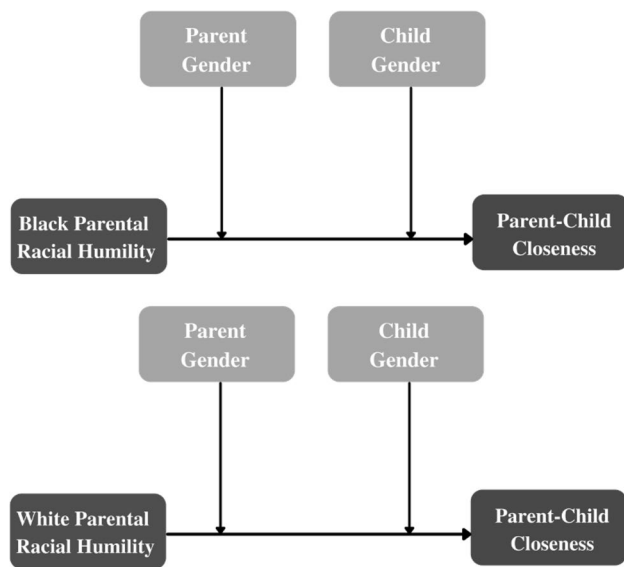 Parent
Gender
Child
Gender
Black Parental
Racial Humility
Parent-Child
Closeness
Parent
Gender
Child
Gender
White Parental
Racial Humility
Parent-Child
Closeness